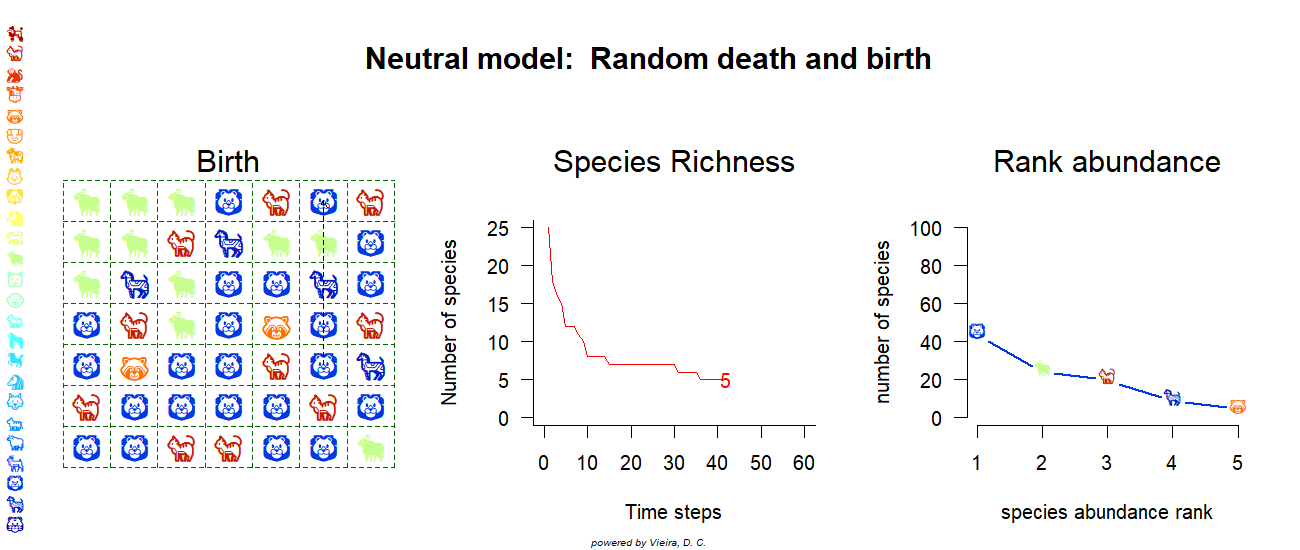 Neutral model:  Random death and birth
Birth
Species Richness
Rank abundance
Number of species
25
20
15
10
5
0
5
0 10 20 30 40 50 60
Time steps
number of species
100
80
60
40
20
0
1 2 3 4 5
species abundance rank
powered by Vieira, D. C.